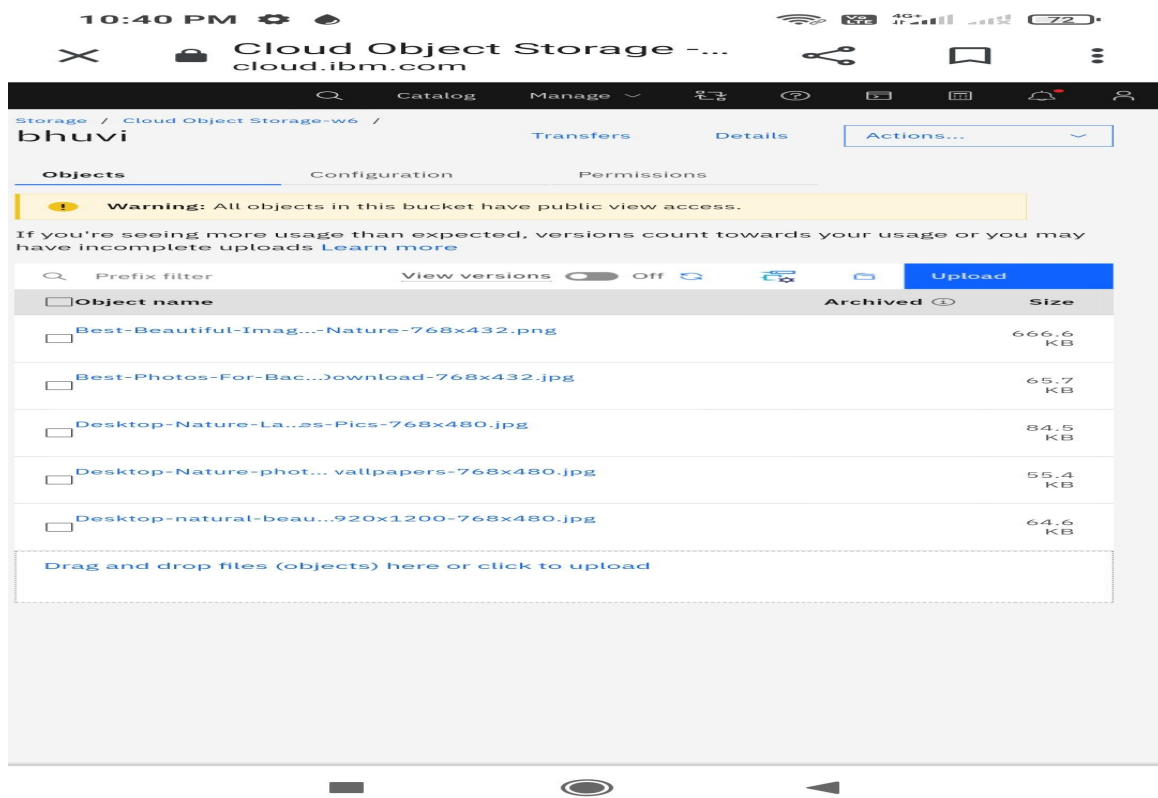 10:40 PM Vo LTE 4G+ 72
Cloud Object Storage -...
cloud.ibm.com
Catalog Manage
Storage / Cloud Object Storage-w6 /
bhuvi Transfers Details Actions...
Objects Configuration Permissions
! Warning: All objects in this bucket have public view access.
If you're seeing more usage than expected, versions count towards your usage or you may
have incomplete uploads Learn more
Prefix filter View versions Off Upload
Object name Archived Size
Best-Beautiful-Imag...-Nature-768x432.png 666.6
KB
Best-Photos-For-Bac...Download-768x432.jpg 65.7
KB
Desktop-Nature-La...es-Pics-768x480.jpg 84.5
KB
Desktop-Nature-phot... vallpapers-768x480.jpg 55.4
KB
Desktop-natural-beau...920x1200-768x480.jpg 64.6
KB
Drag and drop files (objects) here or click to upload